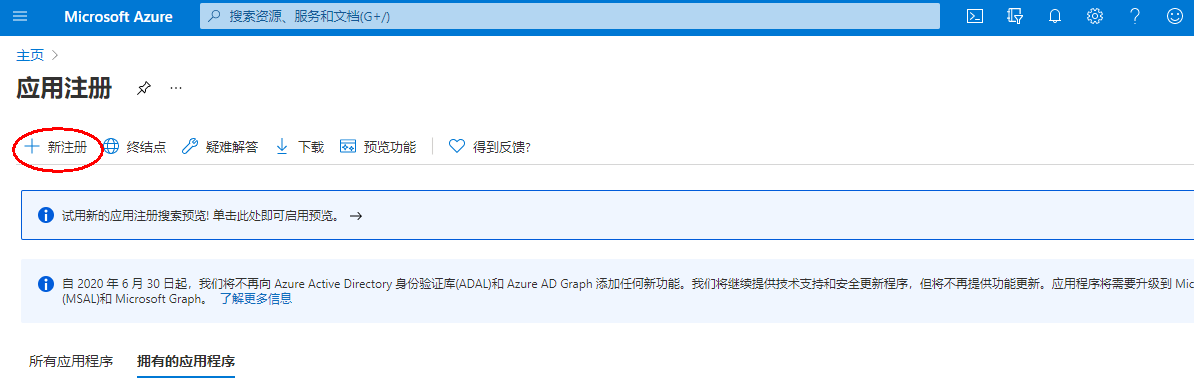 Microsoft Azure
搜索资源、服务和文档(G+/)
主页
应用注册
新注册 终结点 疑难解答 下载 预览功能 得到反馈?
试用新的应用注册搜索预览! 单击此处即可启用预览。 →
自 2020 年 6 月 30 日起，我们将不再向 Azure Active Directory 身份验证库(ADAL)和 Azure AD Graph 添加任何新功能。我们将继续提供技术支持和安全更新程序，但将不再提供功能更新。应用程序将需要升级到 Mic
(MSAL)和 Microsoft Graph。 了解更多信息
所有应用程序 拥有的应用程序